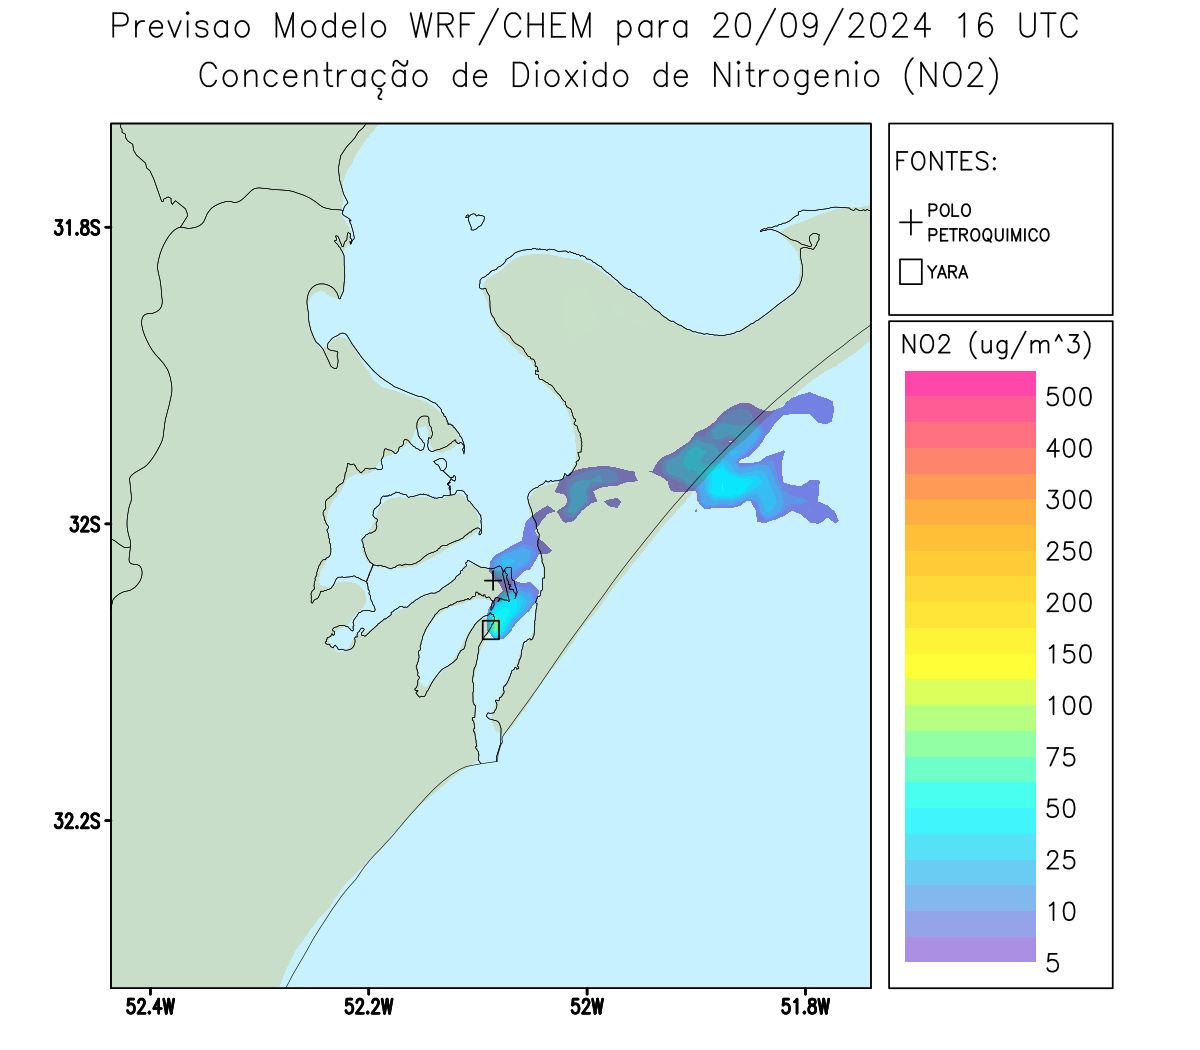 Previsao Modelo WRF/CHEM para 20/09/2024 16 UTC
Concentração de Dioxido de Nitrogenio (NO2)
FONTES:
POLO
PETROQUIMICO
YARA
NO2 (ug/m^3)
500
400
300
250
200
150
100
75
50
25
10
5
31.8S
32S
32.2S
52.4W
52.2W
52W
51.8W